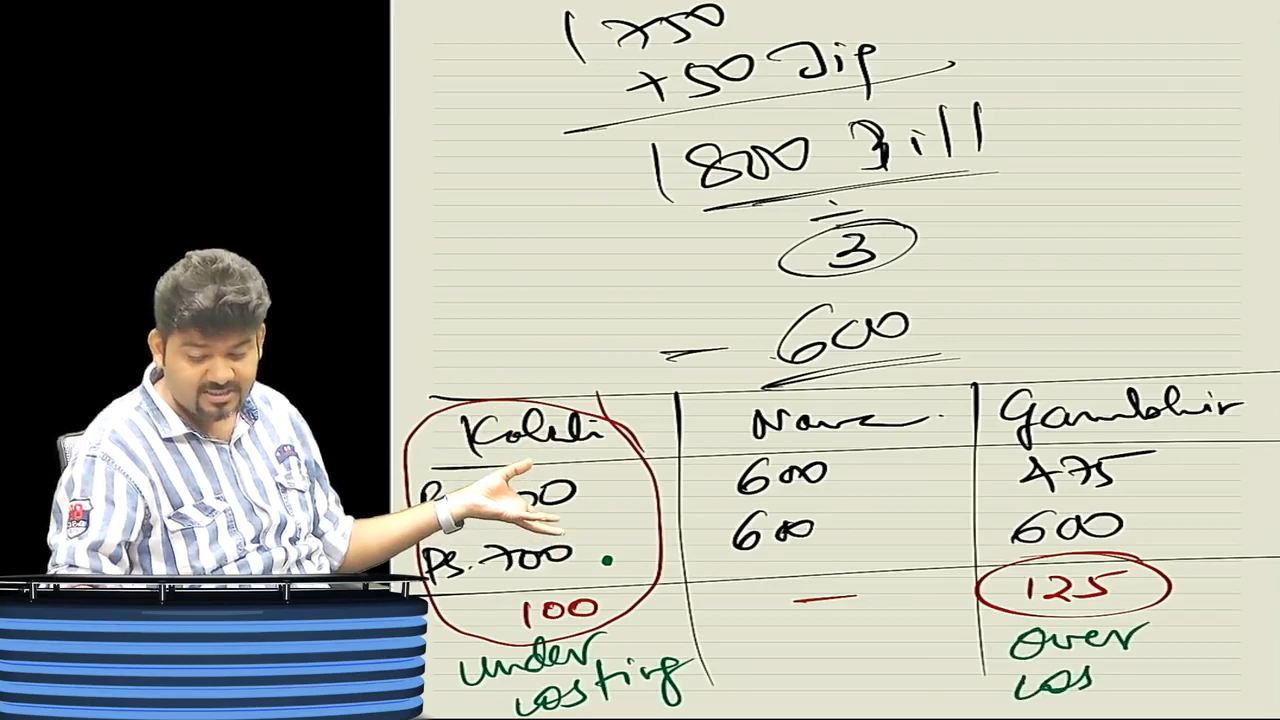 1750
+50 Tip
1800 Bill
÷
3
- 600
Kohli Gambhir
600 475
Rs.700 600 600
100 — 125
under over
costing cos